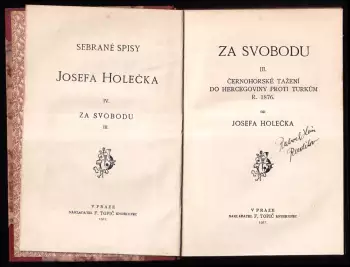 SEBRANÉ SPISY
JOSEFA HOLEČKA
IV.
ZA SVOBODU
III.
V PRAZE
NAKLADATEL F. TOPIČ KNIHKUPEC
ZA SVOBODU
III.
ČERNOHORSKÉ TAŽENÍ
DO HERCEGOVINY PROTI TURKŮM
R. 1876.
OD
JOSEFA HOLEČKA
V PRAZE
NAKLADATEL F. TOPIČ KNIHKUPEC